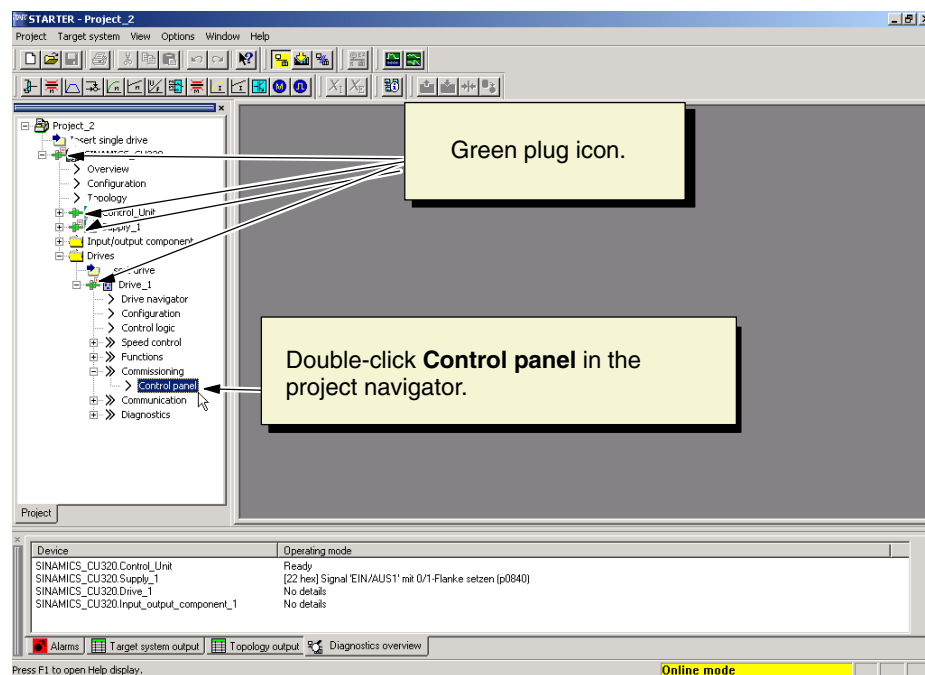 STARTER - Project_2
Project Target system View Options Window Help
Project_2
Insert single drive
SINAMICS_CU320
Overview
Configuration
Topology
Control_Unit
Supply_1
Input/output component
Drives
drive
Drive_1
Drive navigator
Configuration
Control logic
Speed control
Functions
Commissioning
Control panel
Communication
Diagnostics
Green plug icon.
Double-click Control panel in the
project navigator.
Project
Device Operating mode
SINAMICS_CU320.Control_Unit Ready
SINAMICS_CU320.Supply_1 [22 hex] Signal 'EIN/AUS1' mit 0/1-Flanke setzen (p0840)
SINAMICS_CU320.Drive_1 No details
SINAMICS_CU320.Input_output_component_1 No details
Alarms Target system output Topology output Diagnostics overview
Press F1 to open Help display. Online mode